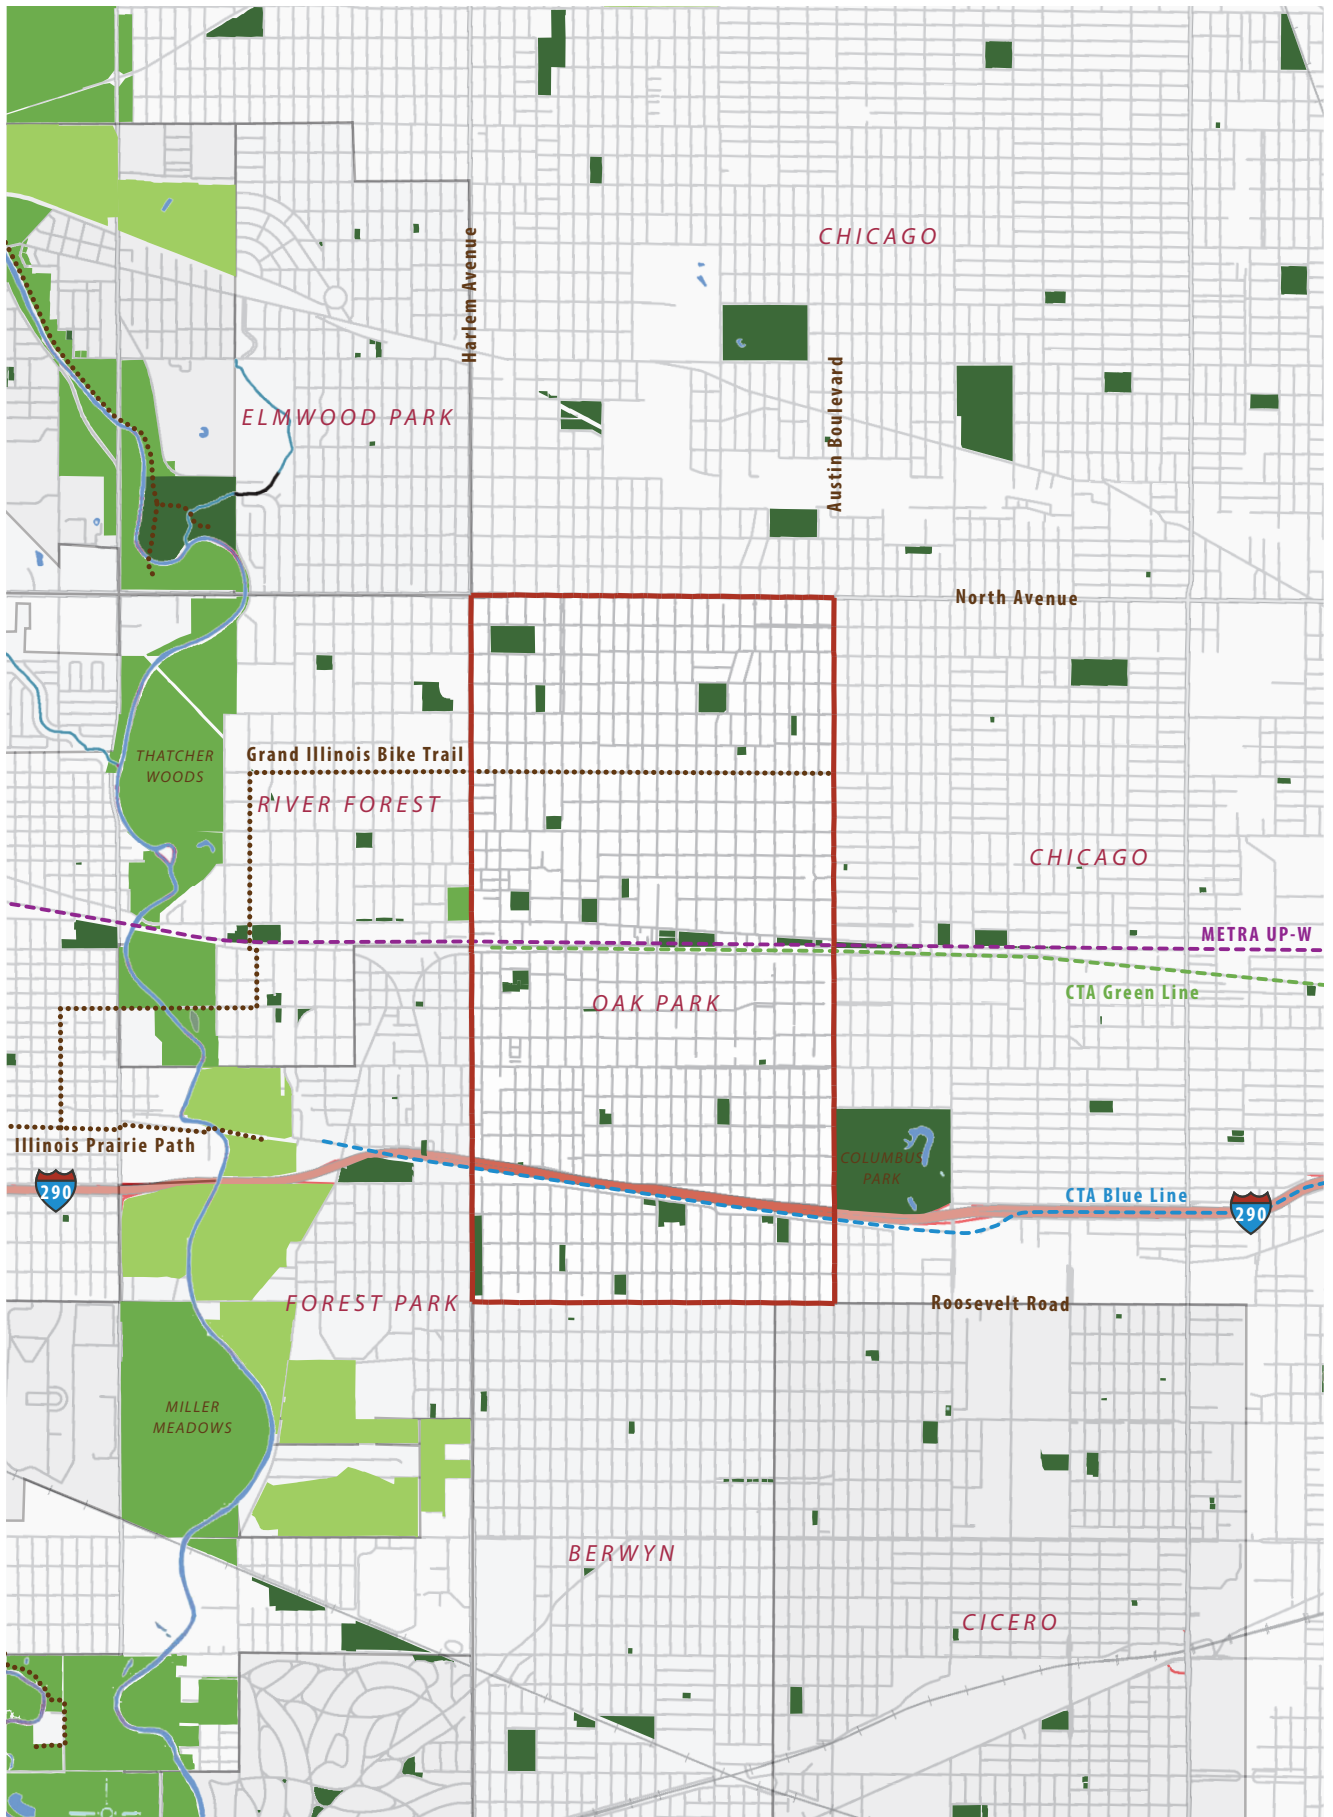 CHICAGO
Harlem Avenue
Austin Boulevard
ELMWOOD PARK
North Avenue
THATCHER
WOODS
Grand Illinois Bike Trail
RIVER FOREST
CHICAGO
METRA UP-W
CTA Green Line
OAK PARK
Illinois Prairie Path
COLUMBUS
PARK
290
CTA Blue Line
290
FOREST PARK
Roosevelt Road
MILLER
MEADOWS
BERWYN
CICERO